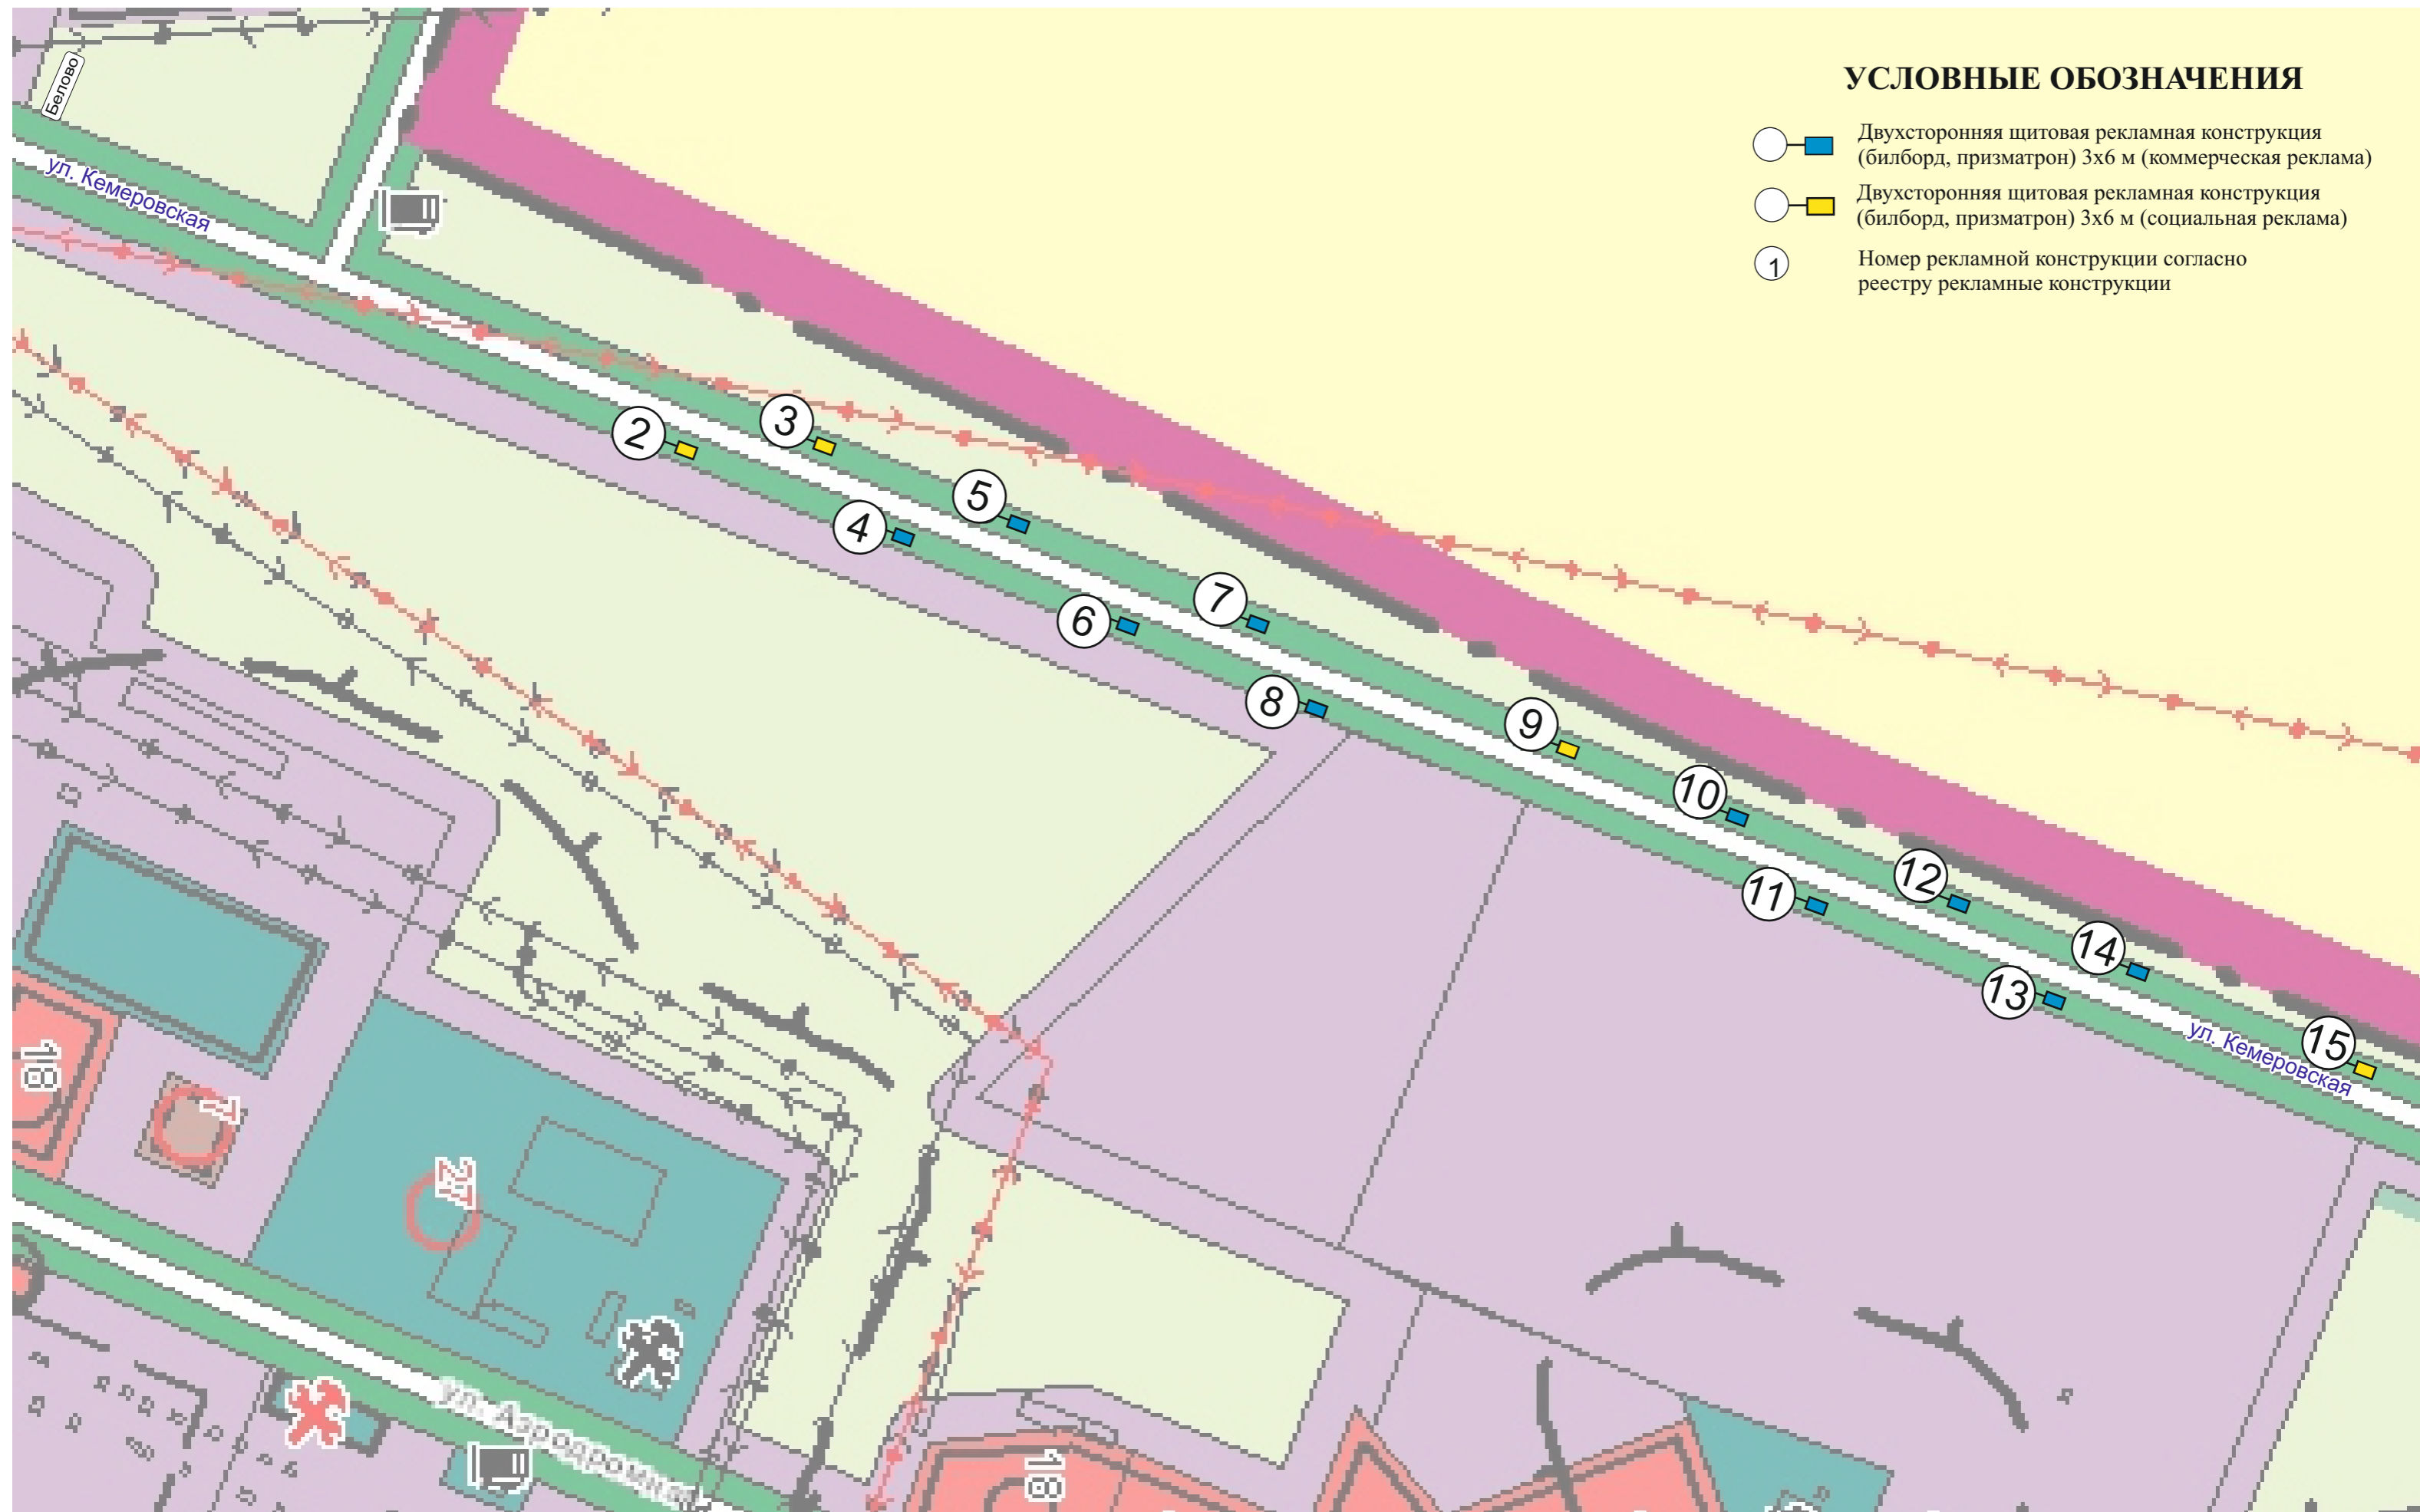 Белово
УСЛОВНЫЕ ОБОЗНАЧЕНИЯ
Двухсторонняя щитовая рекламная конструкция
(билборд, призматрон) 3х6 м (коммерческая реклама)
Двухсторонняя щитовая рекламная конструкция
(билборд, призматрон) 3х6 м (социальная реклама)
1
Номер рекламной конструкции согласно
реестру рекламные конструкции
ул. Кемеровская
2
3
4
5
6
7
8
9
10
11
12
13
14
15
ул. Кемеровская
18
18